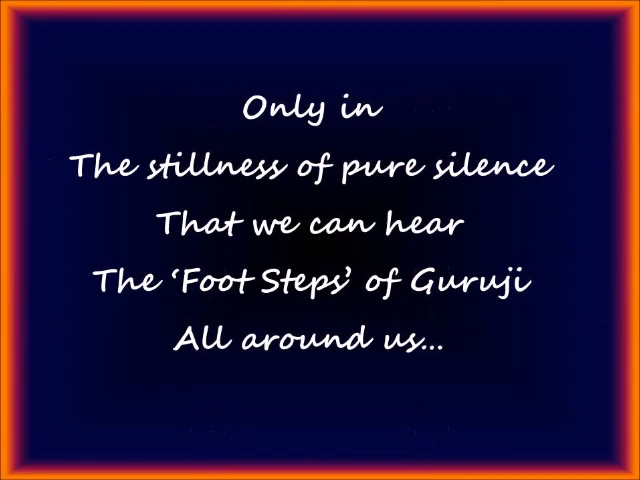 Only in
The stillness of pure silence
That we can hear
The ‘Foot Steps’ of Guruji
All around us...